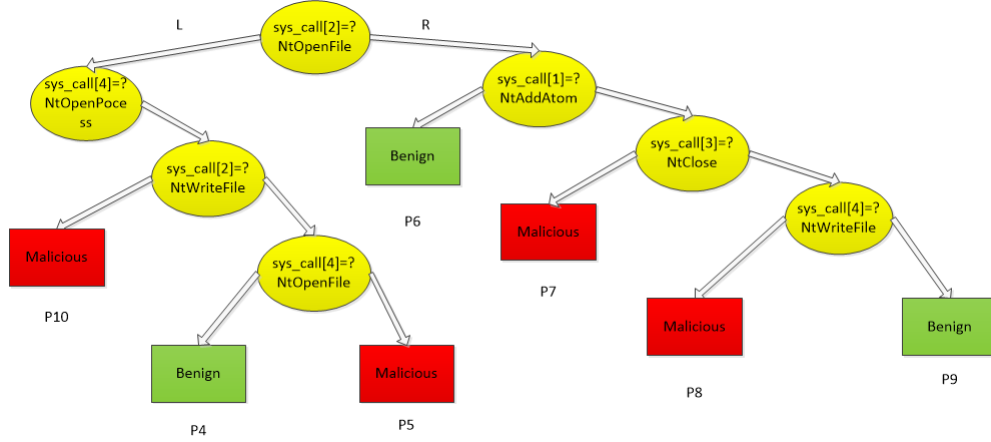 L
sys_call[2]=?
NtOpenFile
R
sys_call[4]=?
NtOpenPoce
ss
sys_call[1]=?
NtAddAtom
sys_call[2]=?
NtWriteFile
Benign
sys_call[3]=?
NtClose
P6
Malicious
sys_call[4]=?
NtOpenFile
Malicious
sys_call[4]=?
NtWriteFile
P10
P7
Benign
Malicious
Malicious
Benign
P4
P5
P8
P9